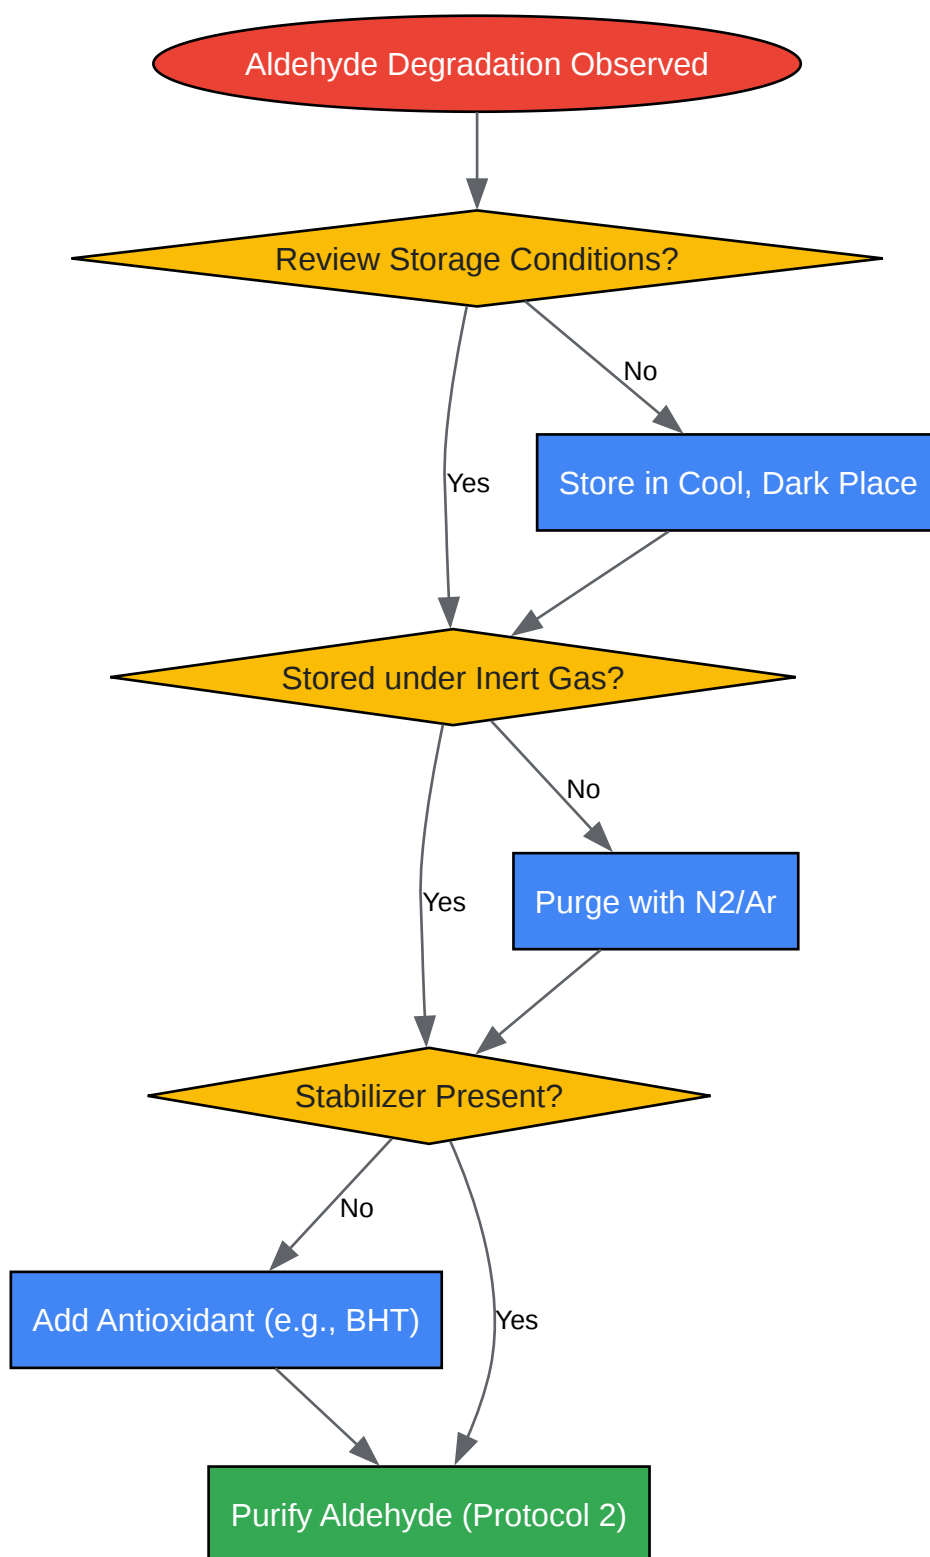 Aldehyde Degradation Observed
Review Storage Conditions?
No
Yes
Store in Cool, Dark Place
Stored under Inert Gas?
No
Yes
Purge with N2/Ar
Stabilizer Present?
No
Add Antioxidant (e.g., BHT)
Yes
Purify Aldehyde (Protocol 2)